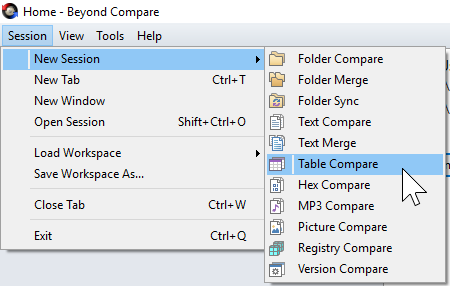 Home - Beyond Compare
Session View Tools Help
New Session
New Tab Ctrl+T
New Window
Open Session Shift+Ctrl+O
Load Workspace
Save Workspace As...
Close Tab Ctrl+W
Exit Ctrl+Q
Folder Compare
Folder Merge
Folder Sync
Text Compare
Text Merge
Table Compare
Hex Compare
MP3 Compare
Picture Compare
Registry Compare
Version Compare